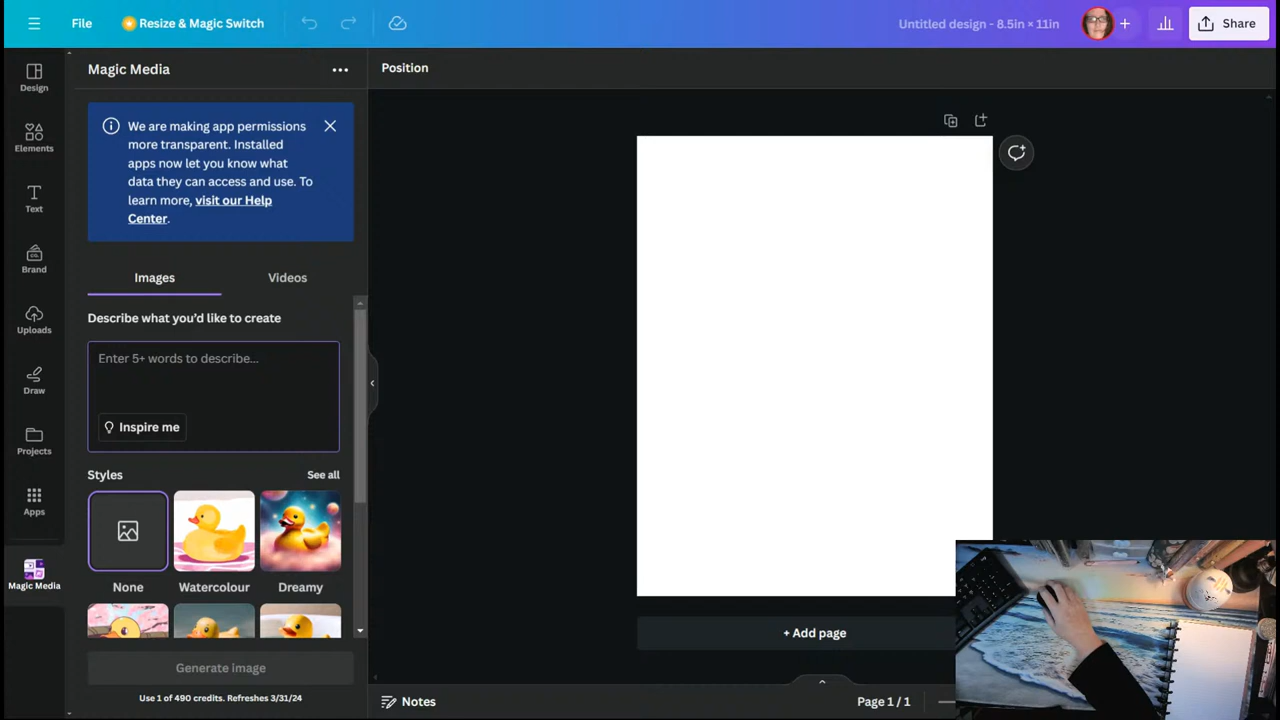 File
Resize & Magic Switch
Untitled design - 8.5in × 11in
Share
Design
Elements
Text
Brand
Uploads
Draw
Projects
Apps
Magic Media
Magic Media
We are making app permissions
more transparent. Installed
apps now let you know what
data they can access and use. To
learn more, visit our Help
Center.
Images
Videos
Describe what you'd like to create
Enter 5+ words to describe...
Inspire me
Styles
See all
None
Watercolour
Dreamy
Generate image
Use 1 of 490 credits. Refreshes 3/31/24
Position
+ Add page
Notes
Page 1 / 1